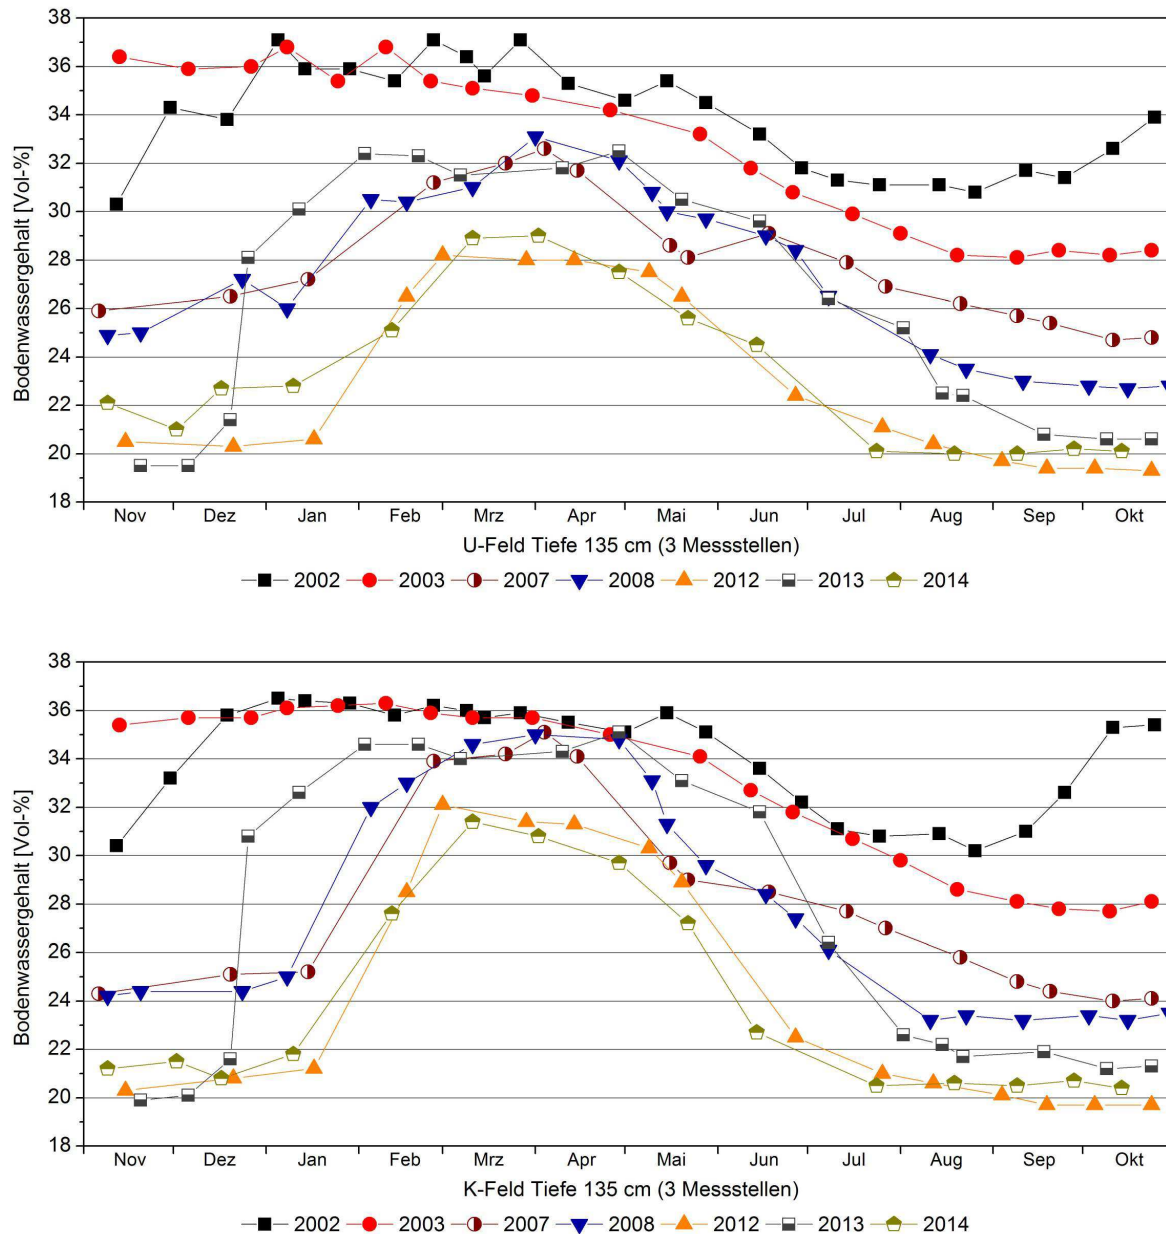 38
36
34
32
30
28
26
24
22
20
18
Bodenwassergehalt [Vol-%]
Nov Dez Jan Feb Mrz Apr Mai Jun Jul Aug Sep Okt
U-Feld Tiefe 135 cm (3 Messstellen)
2002 2003 2007 2008 2012 2013 2014
38
36
34
32
30
28
26
24
22
20
18
Bodenwassergehalt [Vol-%]
Nov Dez Jan Feb Mrz Apr Mai Jun Jul Aug Sep Okt
K-Feld Tiefe 135 cm (3 Messstellen)
2002 2003 2007 2008 2012 2013 2014